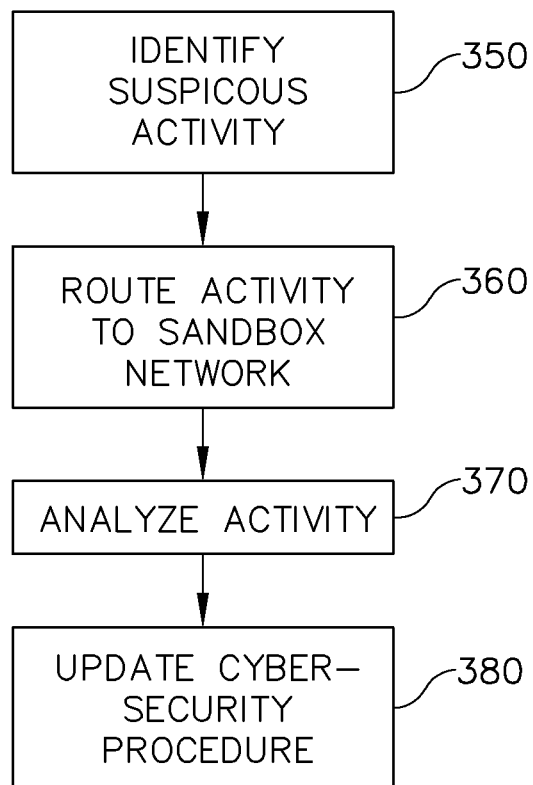 IDENTIFY
SUSPICOUS
ACTIVITY
350
ROUTE ACTIVITY
TO SANDBOX
NETWORK
360
ANALYZE ACTIVITY
370
UPDATE CYBER-
SECURITY
PROCEDURE
380